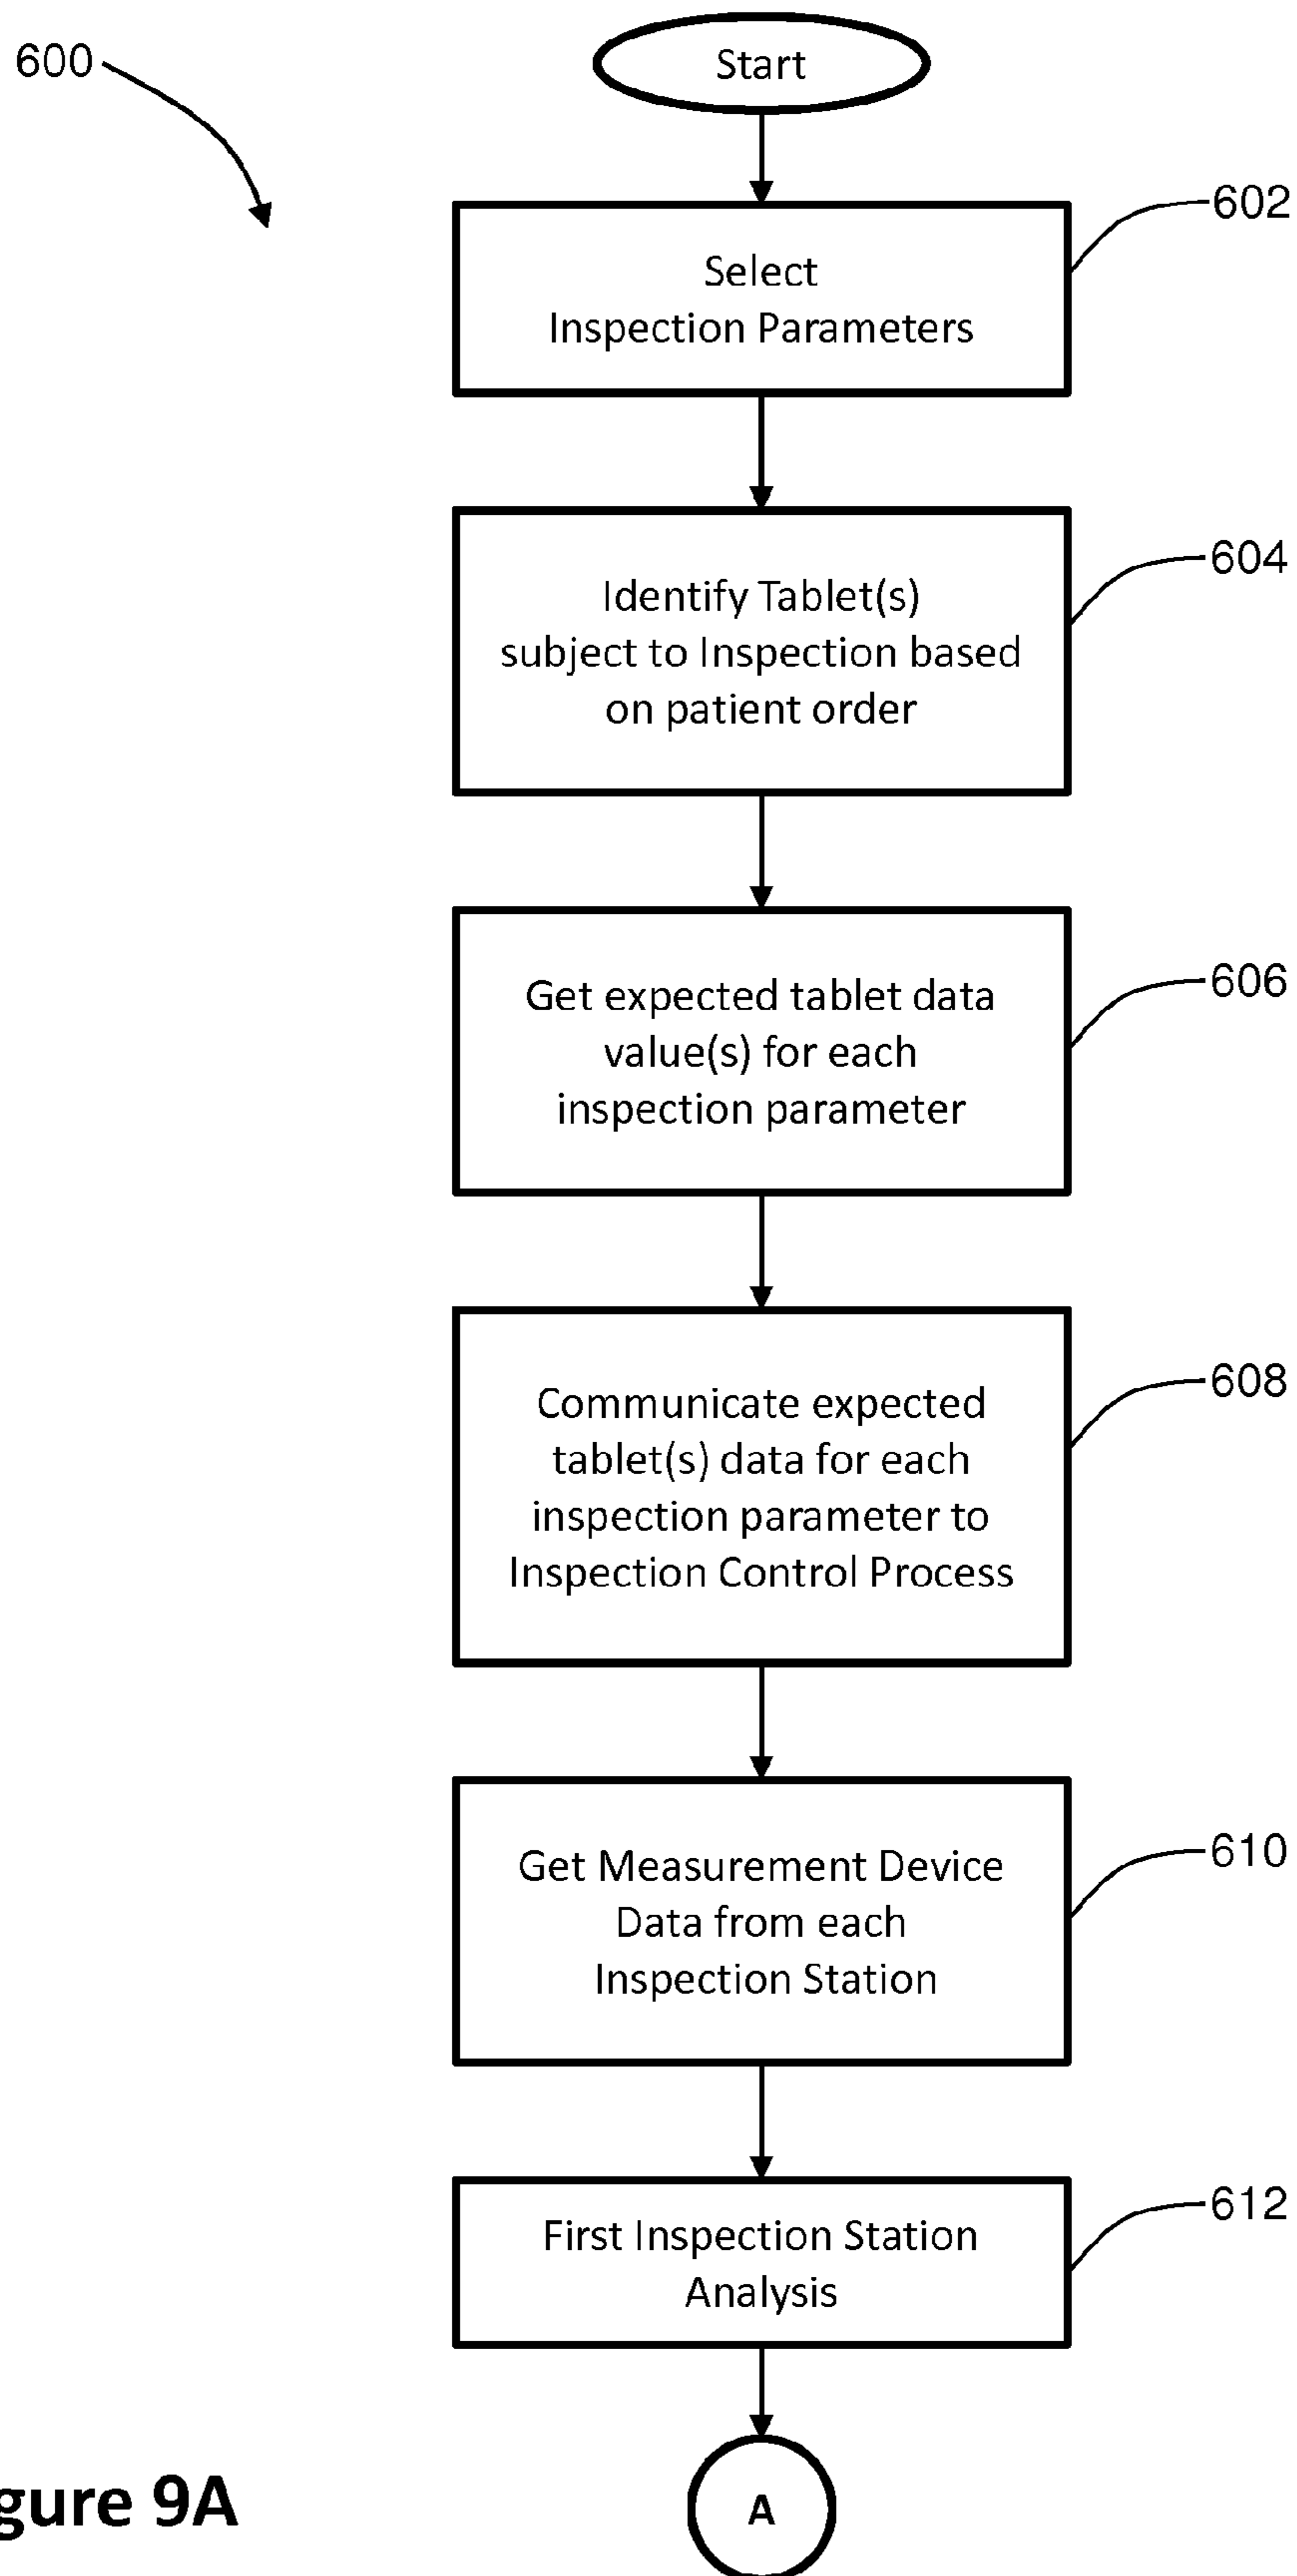 600
Start
602
Select
Inspection Parameters
604
Identify Tablet(s)
subject to Inspection based
on patient order
606
Get expected tablet data
value(s) for each
inspection parameter
608
Communicate expected
tablet(s) data for each
inspection parameter to
Inspection Control Process
610
Get Measurement Device
Data from each
Inspection Station
612
First Inspection Station
Analysis
A
gure 9A